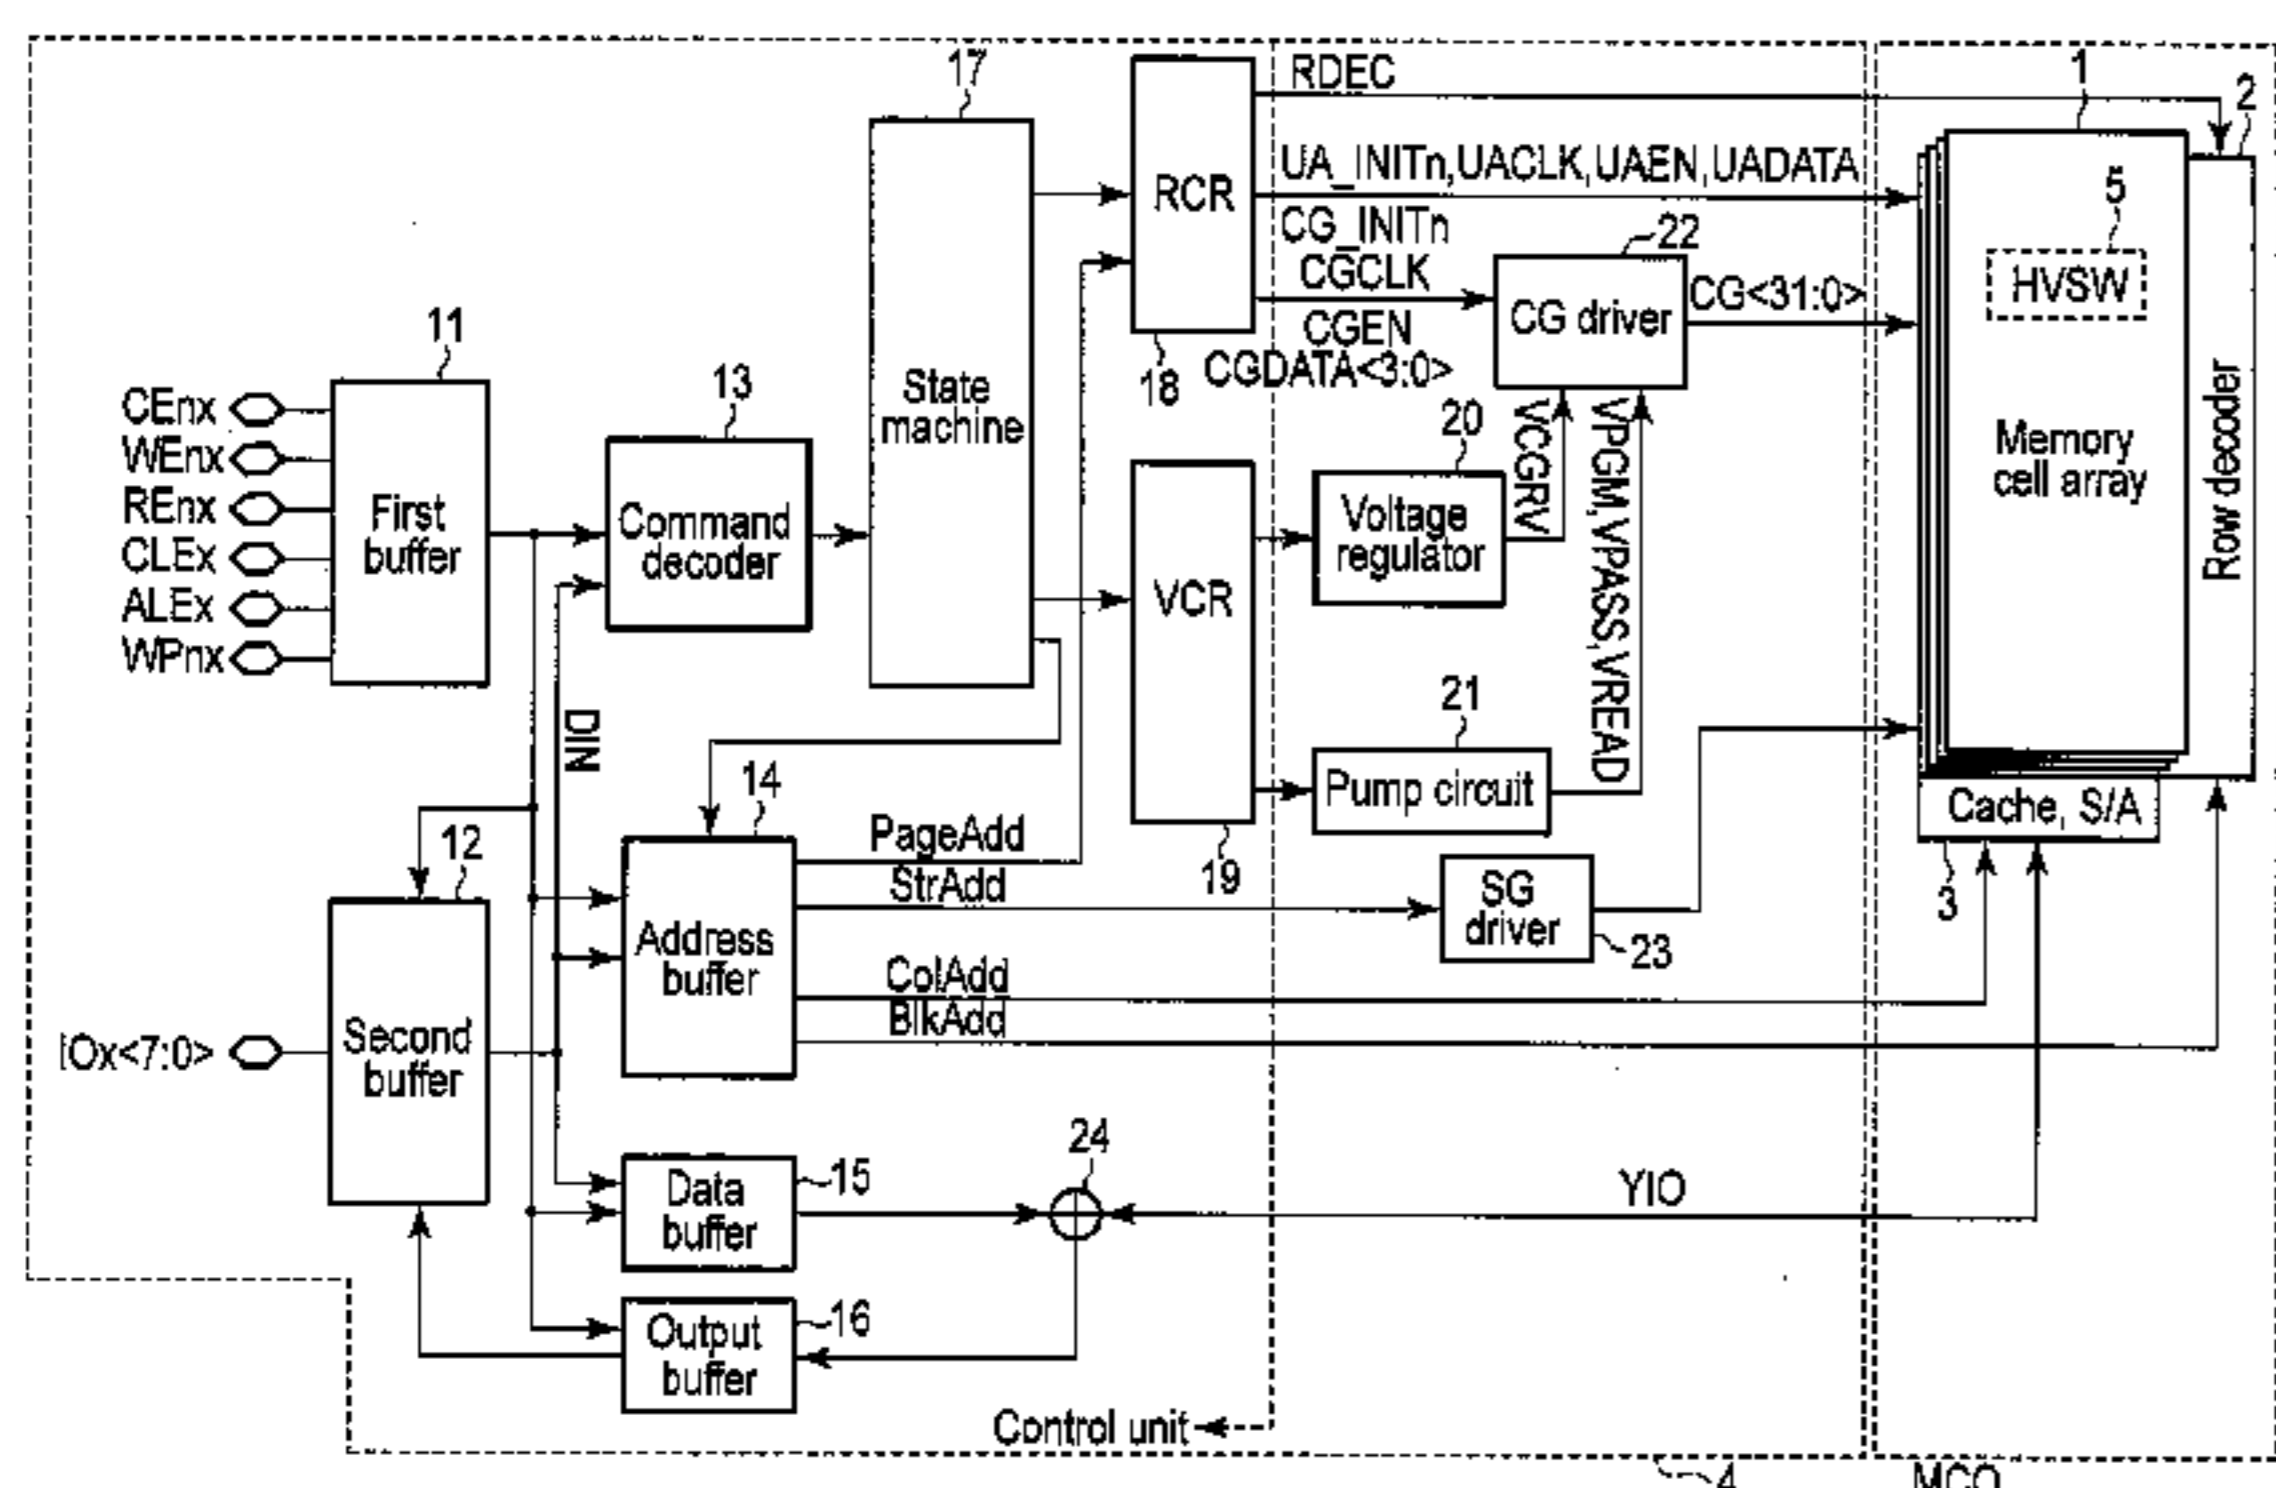 17
RDEC
1
2
UA_INITn,UACLK,UAEN,UADATA
5
RCR
HVSW
CG_INITn
22
CGCLK
CG<31:0>
CG driver
CGEN
CGDATA<3:0>
18
11
CEnx
WEnx
REnx
CLEx
ALEx
WPnx
First
buffer
13
Command
decoder
State
machine
20
VCGRV
VPGM,VPASS,VREAD
Voltage
regulator
VCR
Memory
cell array
Row decoder
DIN
21
Pump circuit
14
Cache, S/A
12
PageAdd
StrAdd
19
3
SG
driver
23
Address
buffer
ColAdd
BlkAdd
IOx<7:0>
Second
buffer
24
Data
buffer
15
YIO
Output
buffer
16
Control unit
4